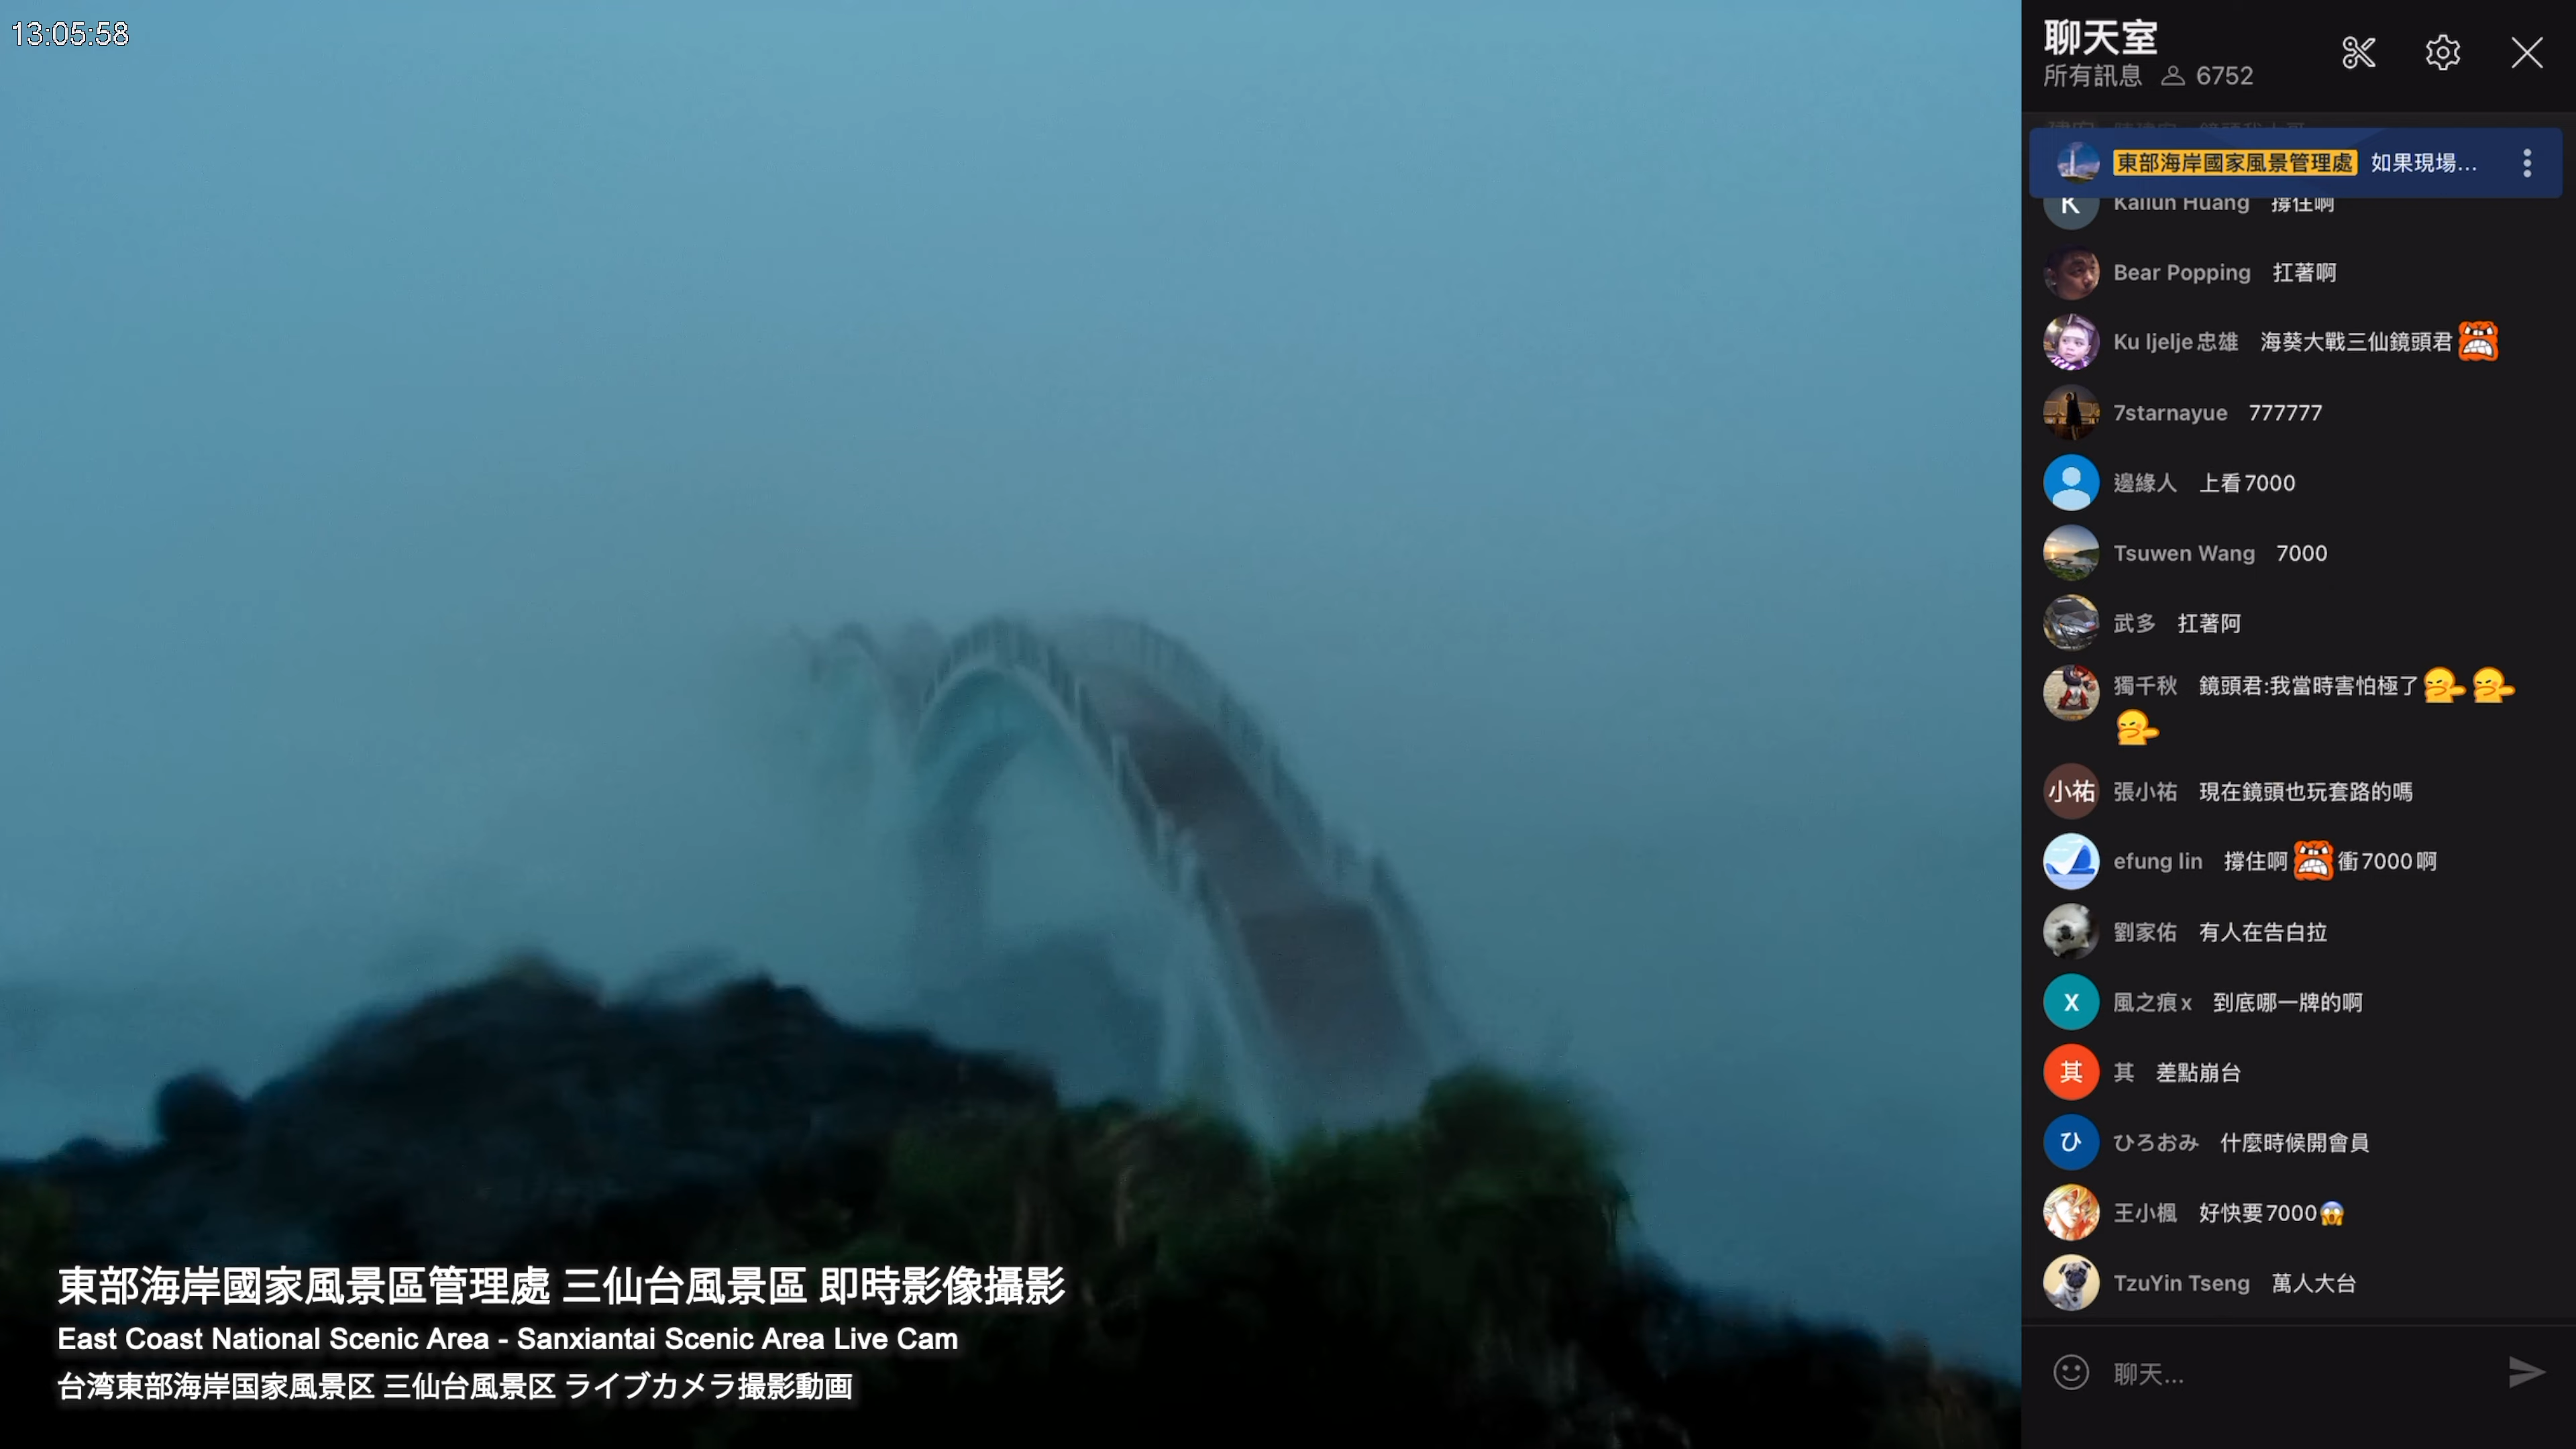 13:05:58
東部海岸國家風景區管理處 三仙台風景區 即時影像攝影
East Coast National Scenic Area - Sanxiantai Scenic Area Live Cam
台湾東部海岸国家風景区 三仙台風景区 ライブカメラ撮影動画
聊天室
所有訊息 6752
東部海岸國家風景管理處 如果現場...
K Kailun Huang 撐住啊
Bear Popping 扛著啊
Ku ljelje忠雄 海葵大戰三仙鏡頭君
7starnayue 777777
邊緣人 上看7000
Tsuwen Wang 7000
武多 扛著阿
獨千秋 鏡頭君:我當時害怕極了
小祐 張小祐 現在鏡頭也玩套路的嗎
efung lin 撐住啊 衝7000啊
劉家佑 有人在告白拉
X 風之痕x 到底哪一牌的啊
其 其 差點崩台
ひ ひろおみ 什麼時候開會員
王小楓 好快要7000😱
TzuYin Tseng 萬人大台
聊天...